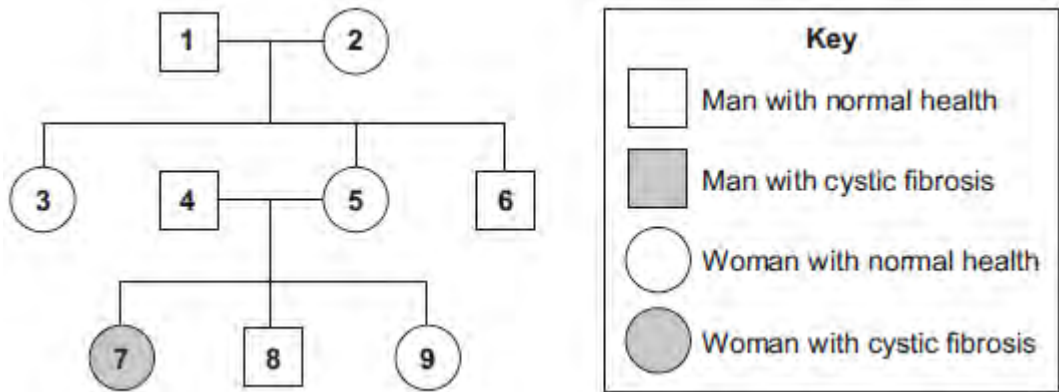 1 2
3 4 5 6
7 8 9
Key
Man with normal health
Man with cystic fibrosis
Woman with normal health
Woman with cystic fibrosis